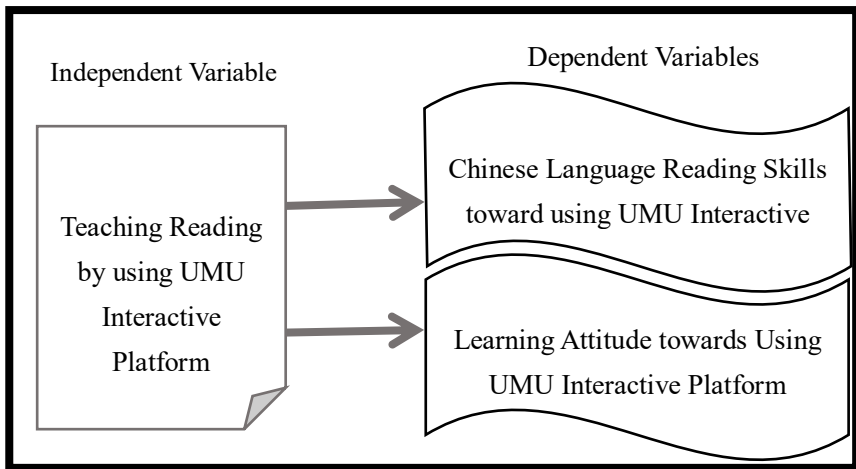 Independent Variable
Teaching Reading
by using UMU
Interactive
Platform
Dependent Variables
Chinese Language Reading Skills
toward using UMU Interactive
Learning Attitude towards Using
UMU Interactive Platform